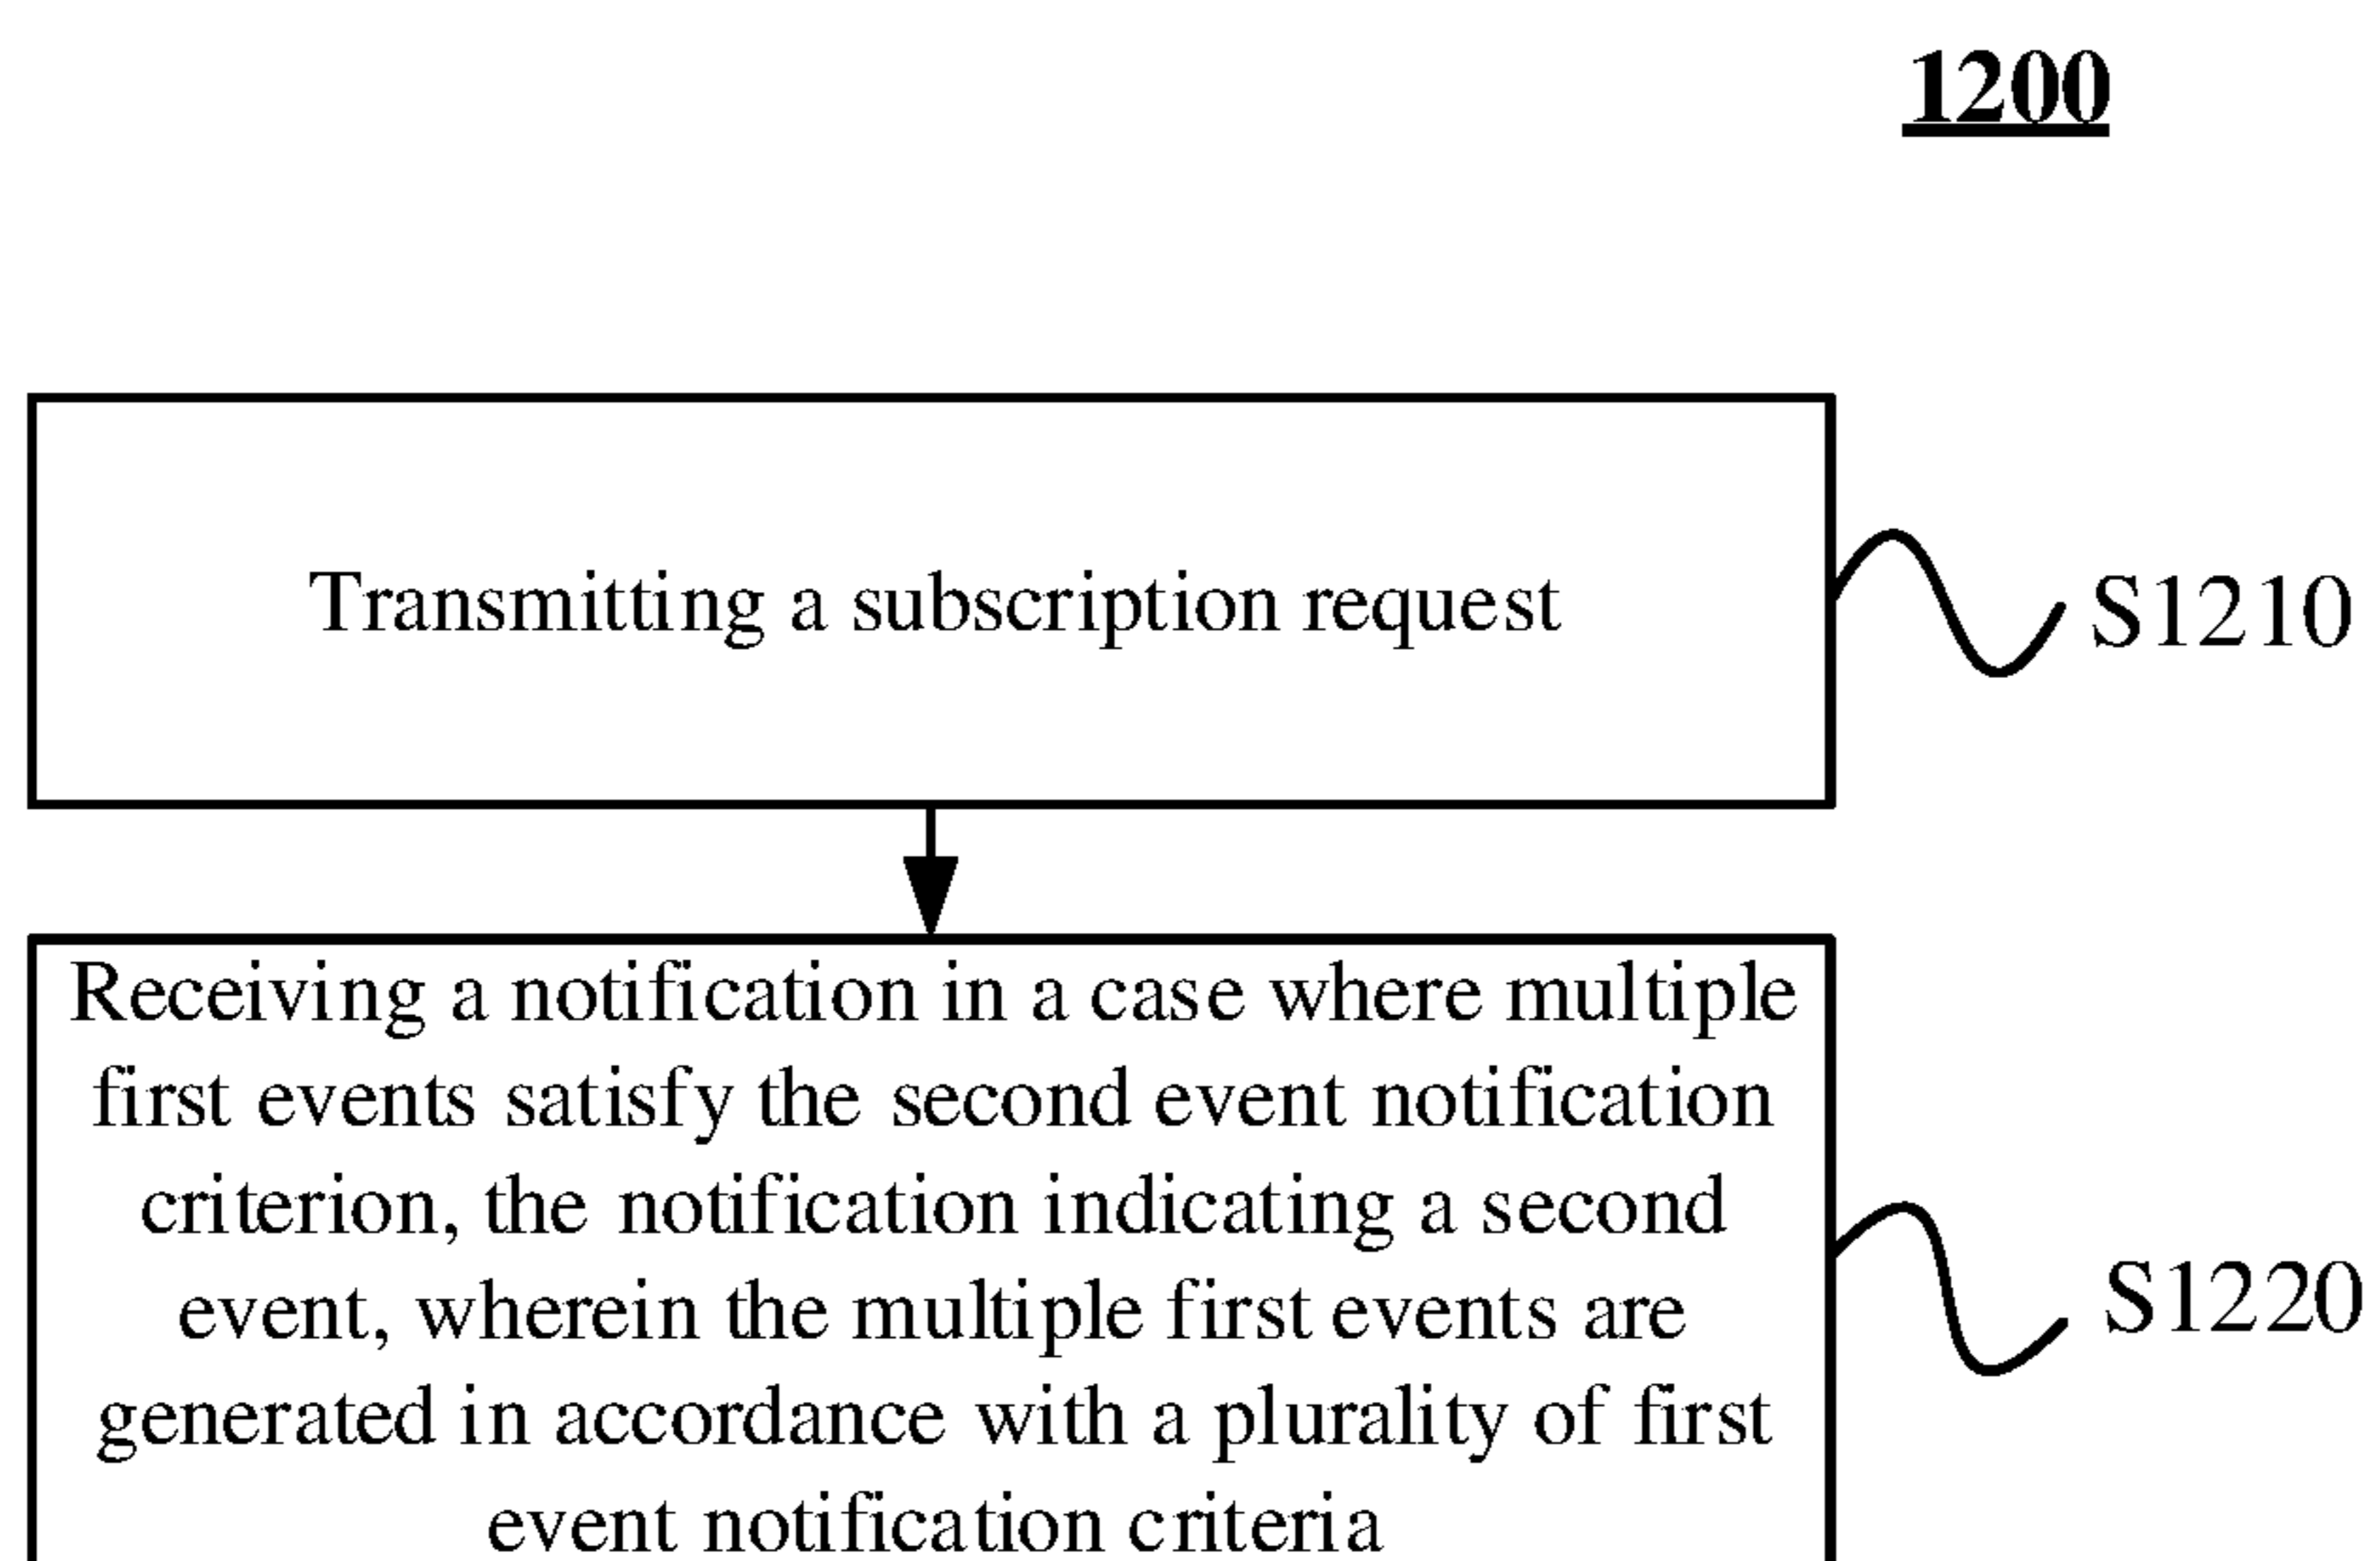 1200
Transmitting a subscription request
S1210
Receiving a notification in a case where multiple
first events satisfy the second event notification
criterion, the notification indicating a second
event, wherein the multiple first events are
generated in accordance with a plurality of first
event notification criteria
S1220